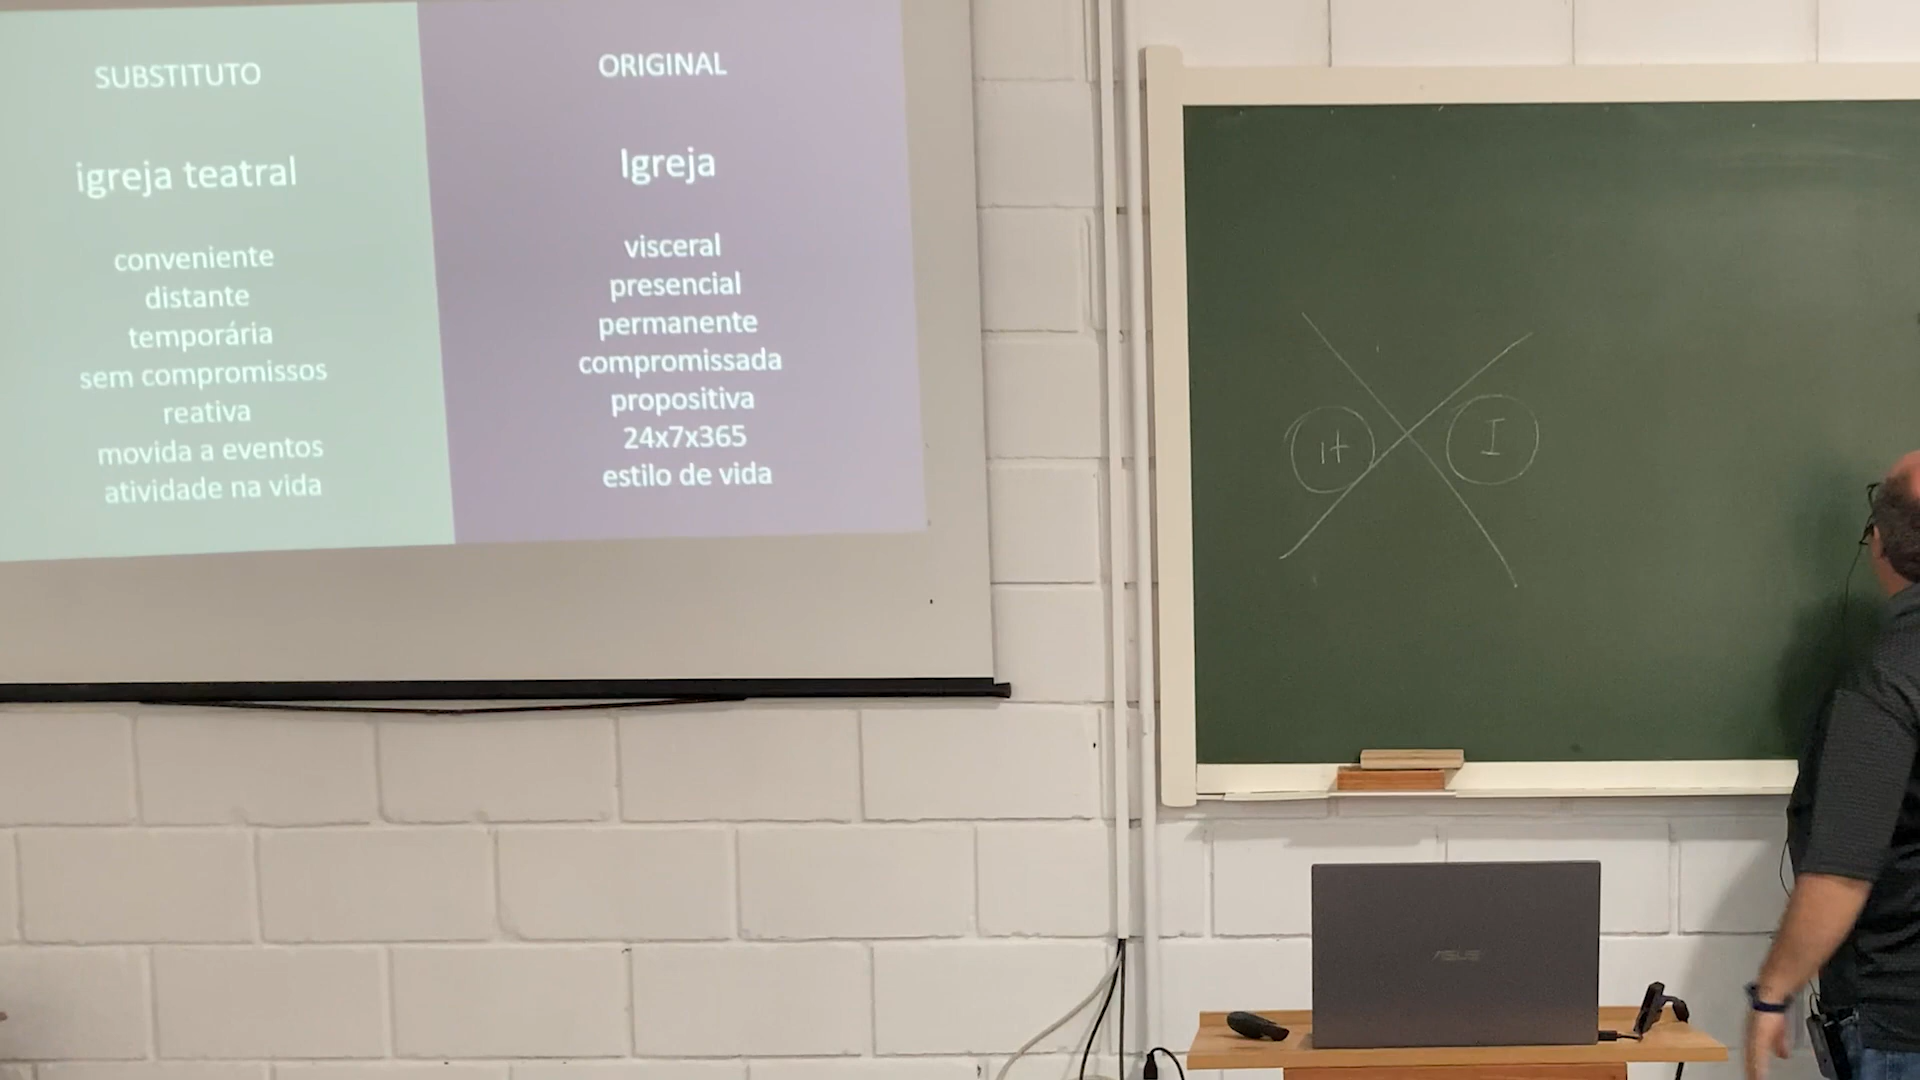 SUBSTITUTO
igreja teatral
conveniente
distante
temporária
sem compromissos
reativa
movida a eventos
atividade na vida
ORIGINAL
Igreja
visceral
presencial
permanente
compromissada
propositiva
24x7x365
estilo de vida
it
I
ASUS